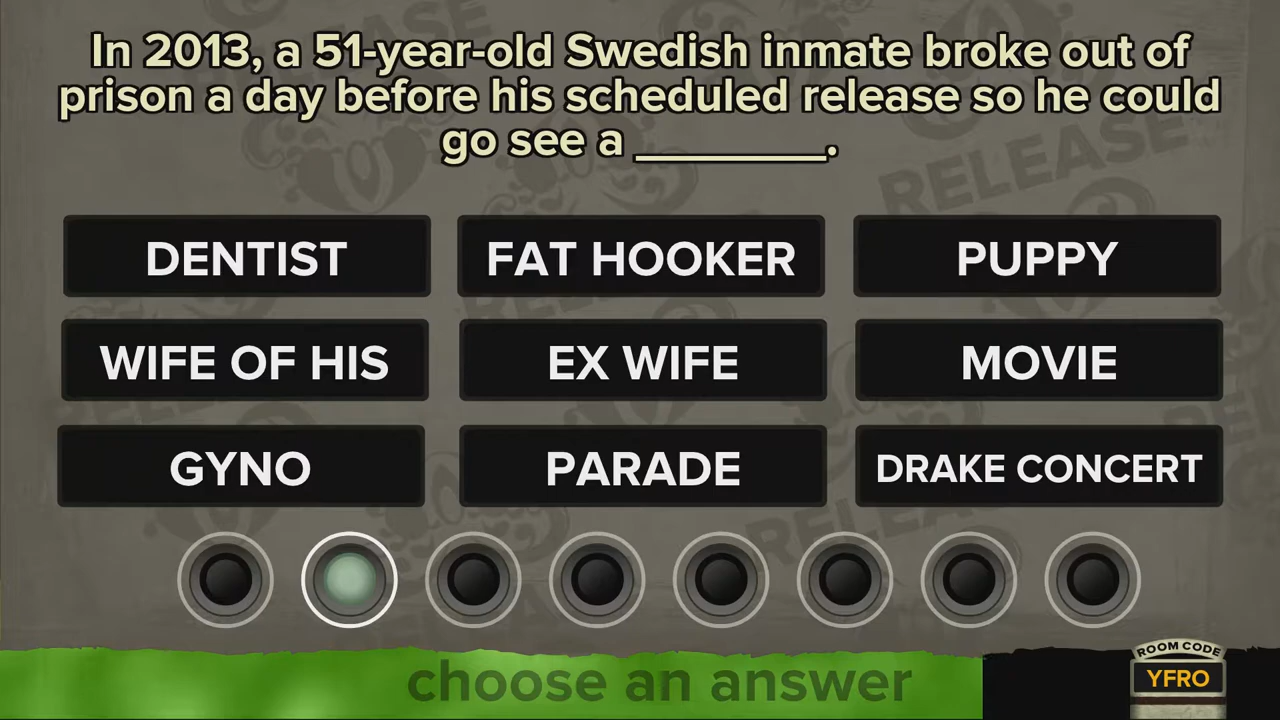 In 2013, a 51-year-old Swedish inmate broke out of
prison a day before his scheduled release so he could
go see a ________.
DENTIST
FAT HOOKER
PUPPY
WIFE OF HIS
EX WIFE
MOVIE
GYNO
PARADE
DRAKE CONCERT
choose an answer
ROOM CODE
YFRO
RELEASE
RELEASE